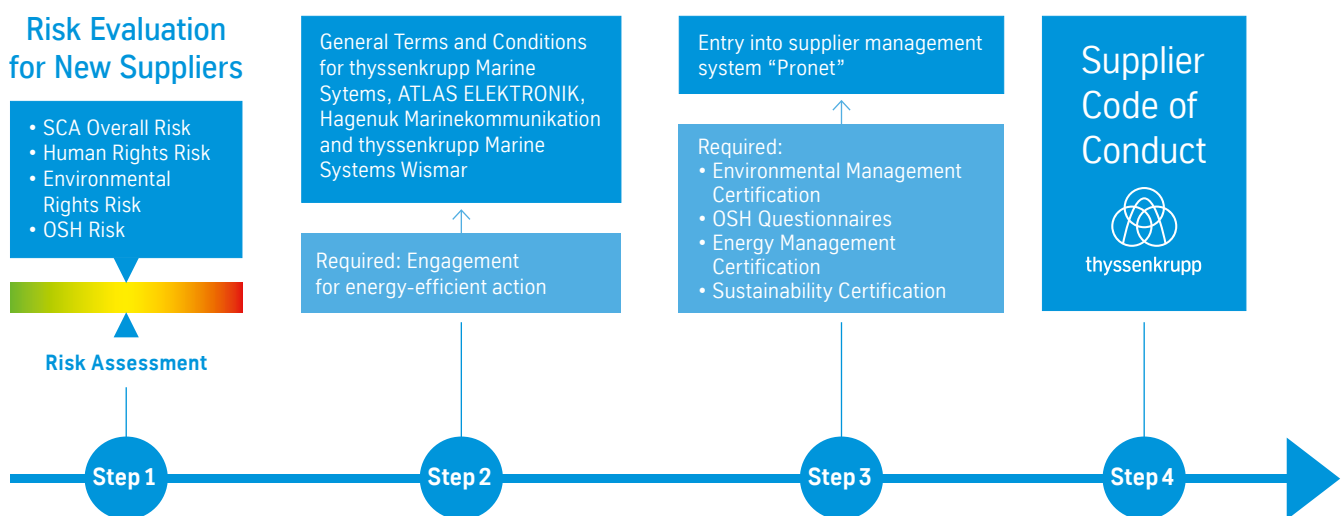 Risk Evaluation
for New Suppliers
• SCA Overall Risk
• Human Rights Risk
• Environmental
Rights Risk
• OSH Risk
Risk Assessment
Step 1
General Terms and Conditions
for thyssenkrupp Marine
Sytems, ATLAS ELEKTRONIK,
Hagenuk Marinekommunikation
and thyssenkrupp Marine
Systems Wismar
Required: Engagement
for energy-efficient action
Step 2
Entry into supplier management
system “Pronet”
Required:
• Environmental Management
Certification
• OSH Questionnaires
• Energy Management
Certification
• Sustainability Certification
Step 3
Supplier
Code of
Conduct
thyssenkrupp
Step 4